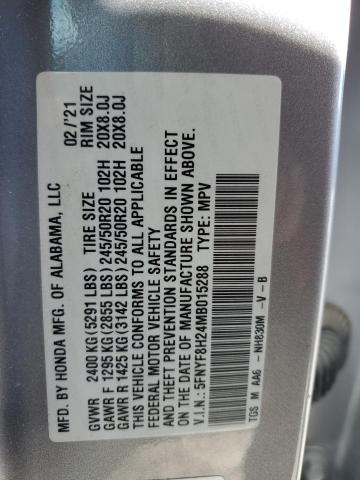 MFD. BY HONDA MFG. OF ALABAMA, LLC 02/'21
GVWR 2400 KG (5291 LBS) TIRE SIZE RIM SIZE
GAWR F 1295 KG (2855 LBS) 245/50R20 102H 20X8.0J
GAWR R 1425 KG (3142 LBS) 245/50R20 102H 20X8.0J
THIS VEHICLE CONFORMS TO ALL APPLICABLE
FEDERAL MOTOR VEHICLE SAFETY
AND THEFT PREVENTION STANDARDS IN EFFECT
ON THE DATE OF MANUFACTURE SHOWN ABOVE.
V.I.N.: 5FNYF8H24MB015288 TYPE: MPV
TGS M AA6 -NH830M -V -B